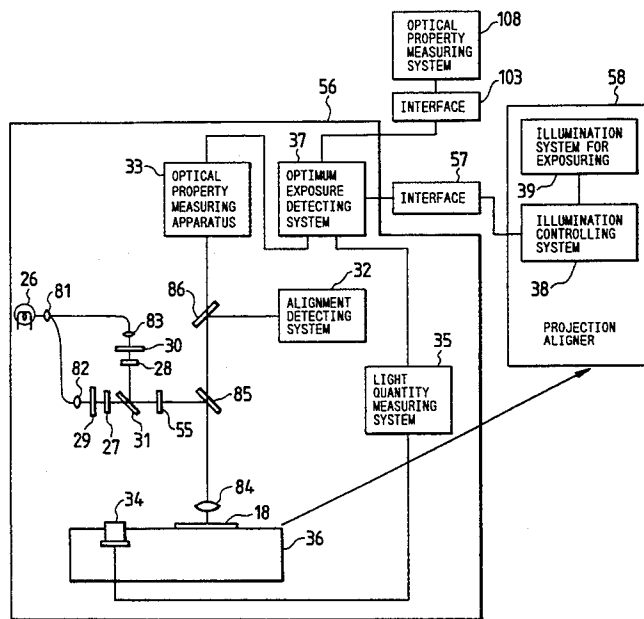 OPTICAL
PROPERTY
MEASURING
SYSTEM
108
INTERFACE
103
56
58
33
OPTICAL
PROPERTY
MEASURING
APPARATUS
37
OPTIMUM
EXPOSURE
DETECTING
SYSTEM
57
INTERFACE
ILLUMINATION
SYSTEM FOR
EXPOSURING
39
ILLUMINATION
CONTROLLING
SYSTEM
38
PROJECTION
ALIGNER
26
81
83
30
28
82
29
27
31
55
86
85
32
ALIGNMENT
DETECTING
SYSTEM
35
LIGHT
QUANTITY
MEASURING
SYSTEM
84
34
18
36